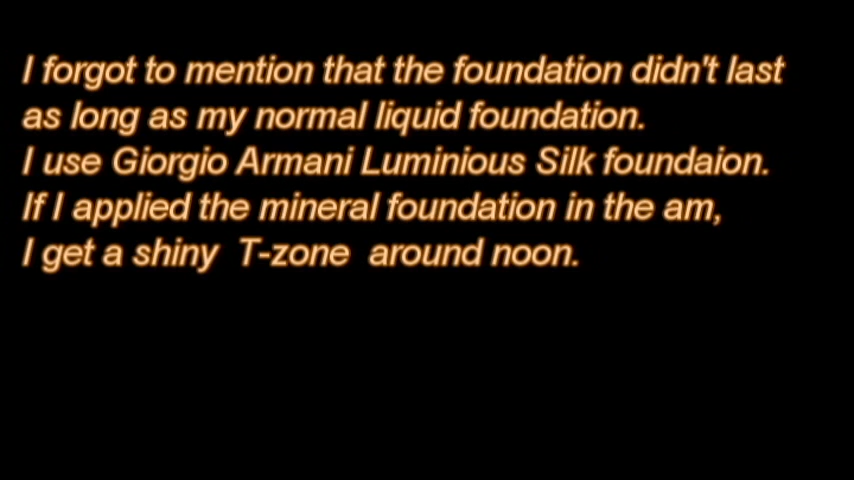 I forgot to mention that the foundation didn't last
as long as my normal liquid foundation.
I use Giorgio Armani Luminious Silk foundaion.
If I applied the mineral foundation in the am,
I get a shiny T-zone around noon.